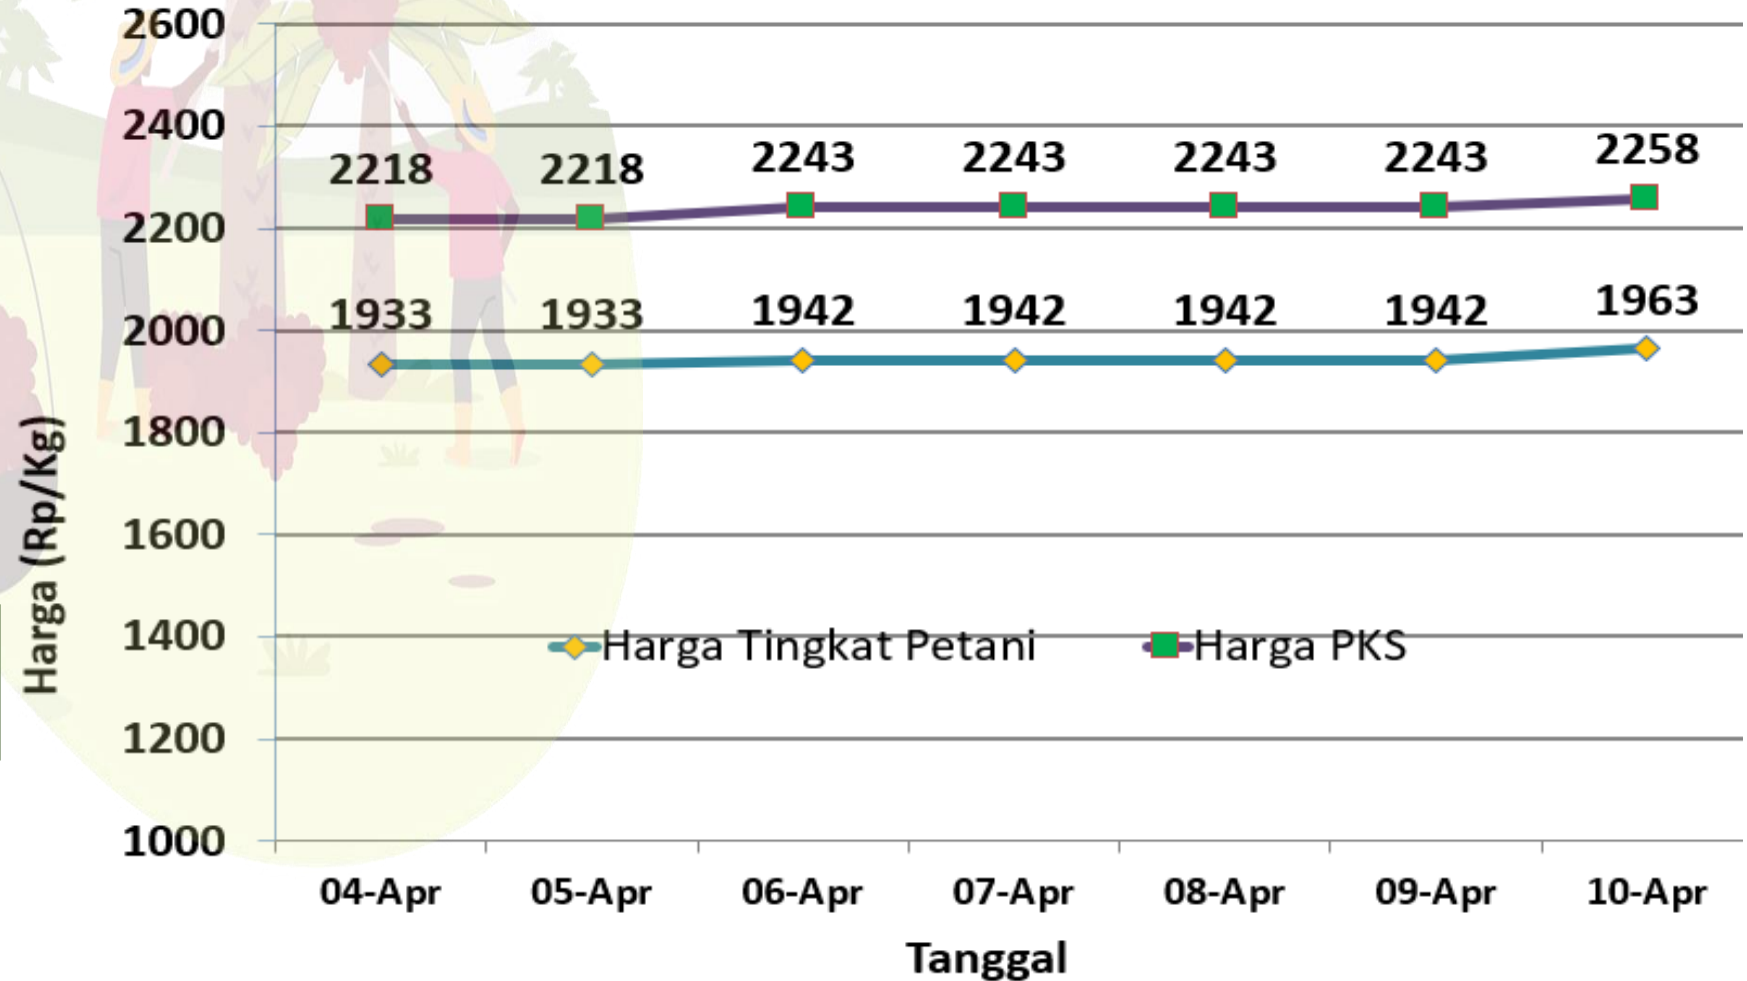 2600
2400
2200
2000
1800
1600
1400
1200
1000
Harga (Rp/Kg)
2218 2218 2243 2243 2243 2243 2258
1933 1933 1942 1942 1942 1942 1963
Harga Tingkat Petani Harga PKS
04-Apr 05-Apr 06-Apr 07-Apr 08-Apr 09-Apr 10-Apr
Tanggal